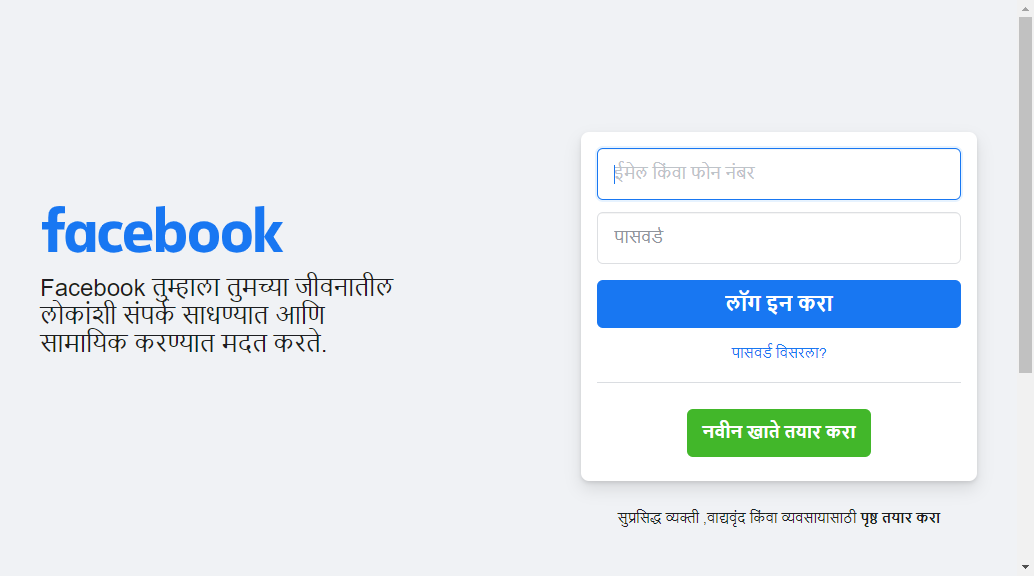 facebook
Facebook तुम्हाला तुमच्या जीवनातील
लोकांशी संपर्क साधण्यात आणि
सामायिक करण्यात मदत करते.
ईमेल किंवा फोन नंबर
पासवर्ड
लॉग इन करा
पासवर्ड विसरला?
नवीन खाते तयार करा
सुप्रसिद्ध व्यक्ती ,वाद्यवृंद किंवा व्यवसायासाठी पृष्ठ तयार करा